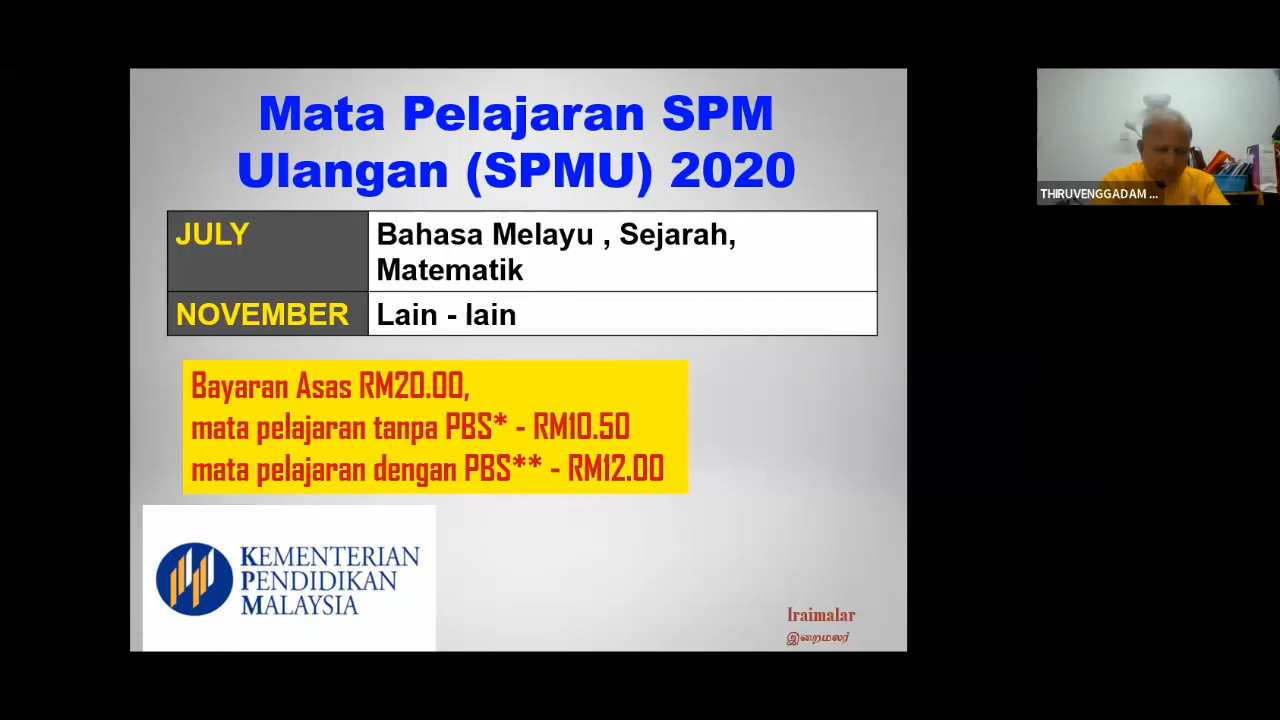 Mata Pelajaran SPM
Ulangan (SPMU) 2020
JULY
Bahasa Melayu , Sejarah,
Matematik
NOVEMBER
Lain - lain
Bayaran Asas RM20.00,
mata pelajaran tanpa PBS* - RM10.50
mata pelajaran dengan PBS** - RM12.00
KEMENTERIAN
PENDIDIKAN
MALAYSIA
Iraimalar
இறைமலர்
THIRUVENGGADAM ...